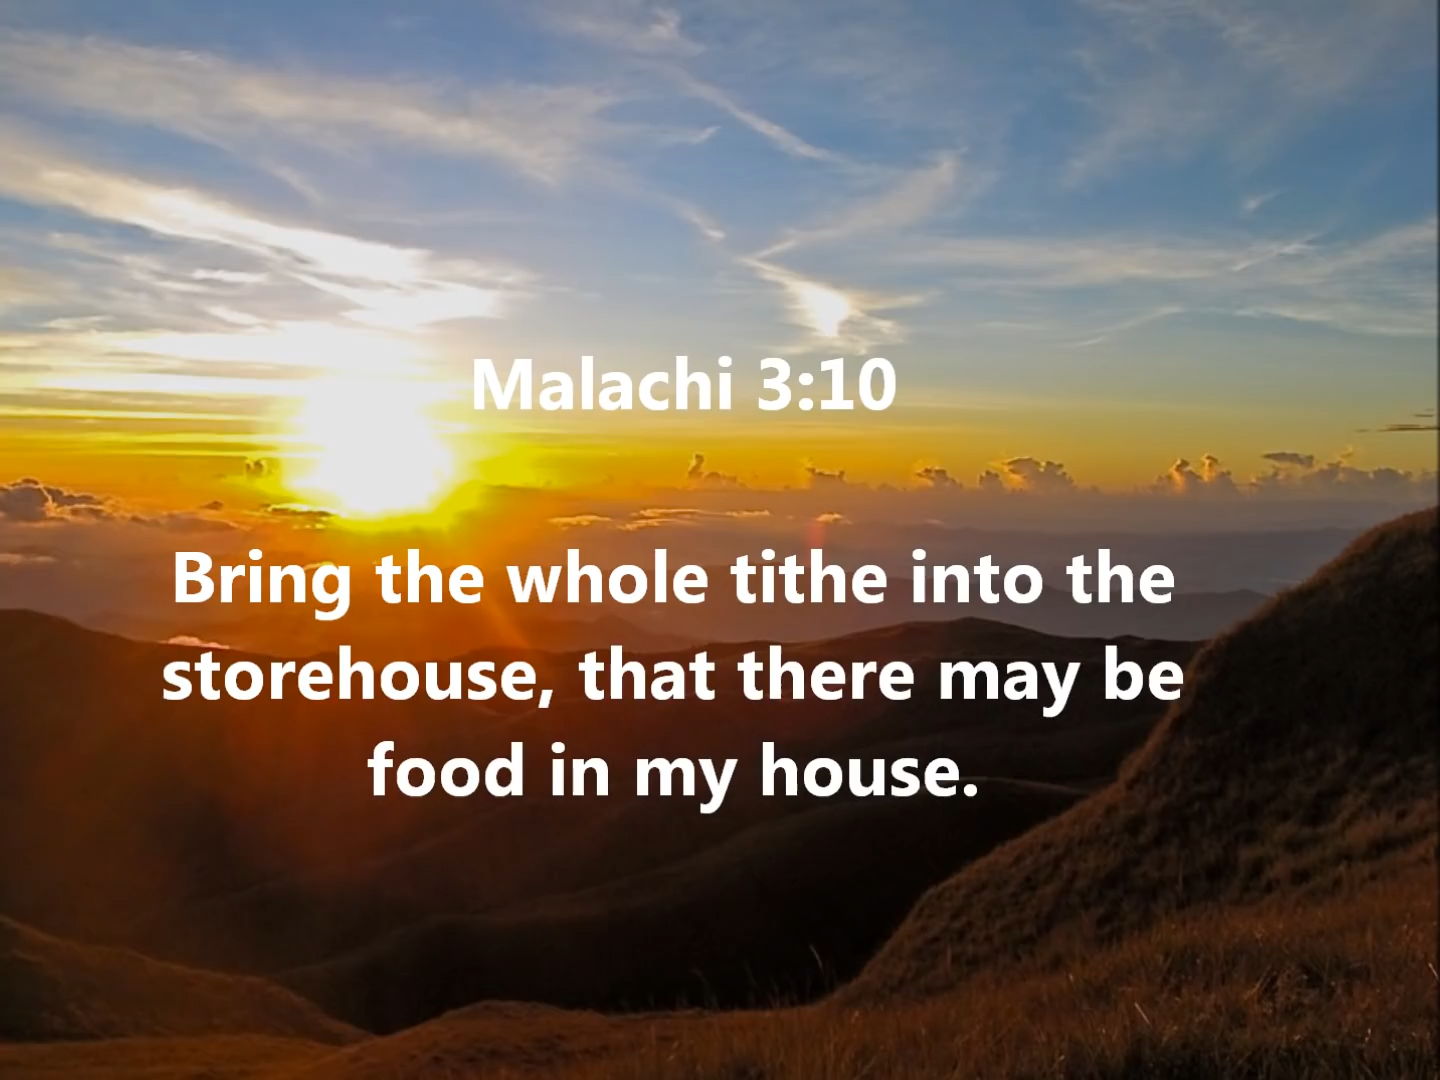 Malachi 3:10
Bring the whole tithe into the
storehouse, that there may be
food in my house.